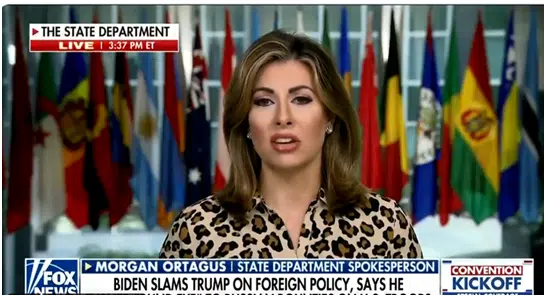 THE STATE DEPARTMENT
LIVE 3:37 PM ET
FOX NEWS
MORGAN ORTAGUS | STATE DEPARTMENT SPOKESPERSON
BIDEN SLAMS TRUMP ON FOREIGN POLICY, SAYS HE
CONVENTION
KICKOFF